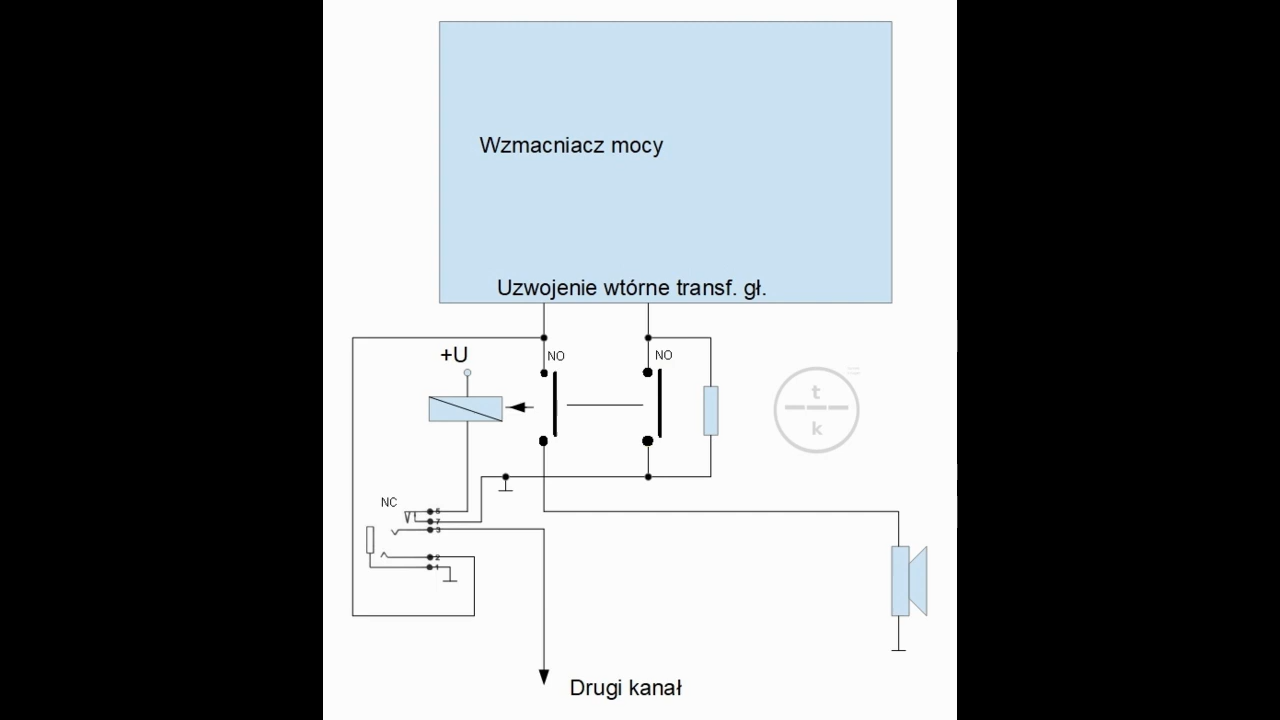 Wzmacniacz mocy
Uzwojenie wtórne transf. gł.
+U
NO
NO
t
k
NC
5
7
3
2
1
Drugi kanał